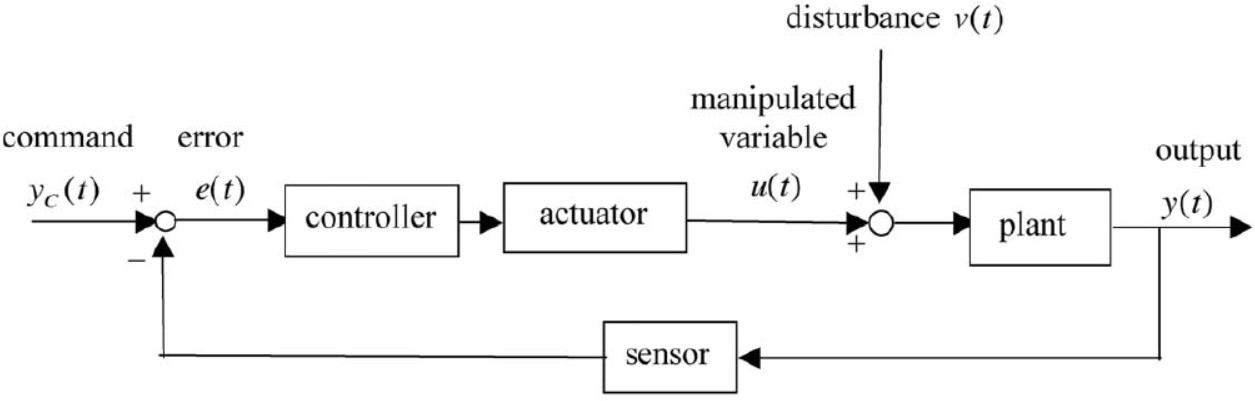 disturbance v(t)
manipulated
variable
command
error
output
y_C(t)
+
e(t)
u(t)
+
y(t)
controller
actuator
plant
+
−
sensor